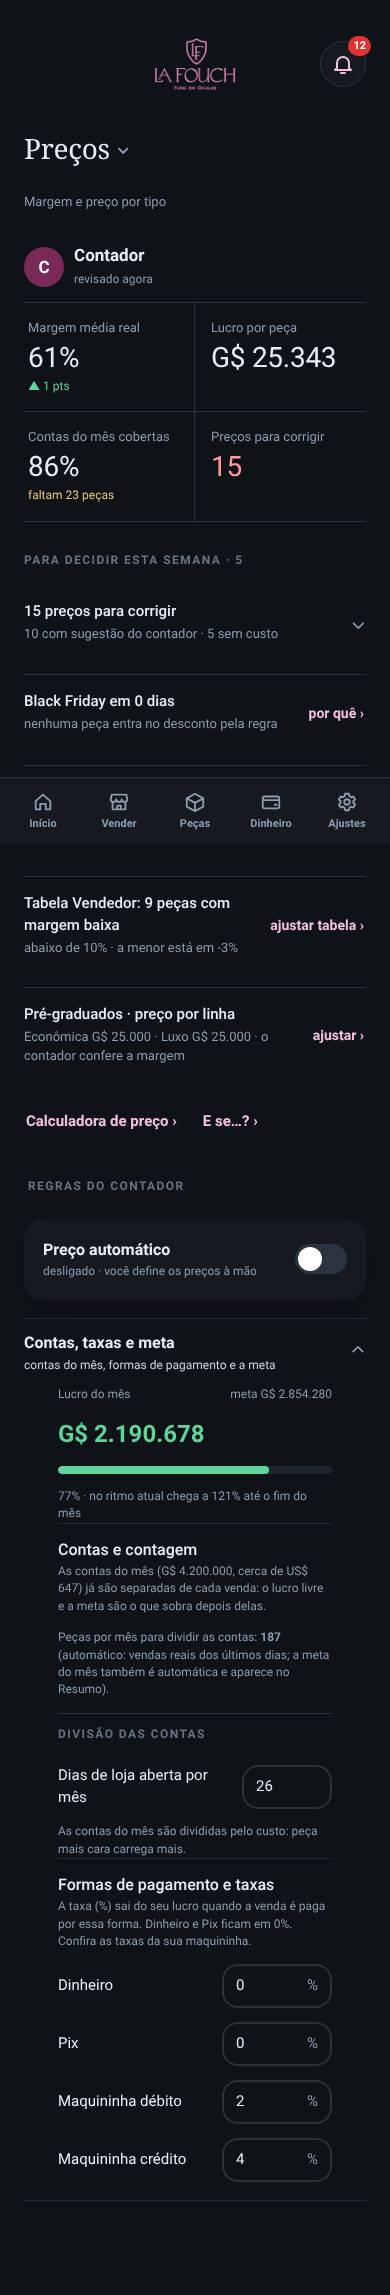 12
LA FOUCH
TUDO EM ÓCULOS
Preços
Margem e preço por tipo
C
Contador
revisado agora
Margem média real
Lucro por peça
61%
G$ 25.343
▲ 1 pts
Contas do mês cobertas
Preços para corrigir
86%
15
faltam 23 peças
PARA DECIDIR ESTA SEMANA · 5
15 preços para corrigir
10 com sugestão do contador · 5 sem custo
Black Friday em 0 dias
por quê ›
nenhuma peça entra no desconto pela regra
Início
Vender
Peças
Dinheiro
Ajustes
Tabela Vendedor: 9 peças com
margem baixa
ajustar tabela ›
abaixo de 10% · a menor está em -3%
Pré-graduados · preço por linha
Econômica G$ 25.000 · Luxo G$ 25.000 · o
ajustar ›
contador confere a margem
Calculadora de preço ›
E se...? ›
REGRAS DO CONTADOR
Preço automático
desligado · você define os preços à mão
Contas, taxas e meta
contas do mês, formas de pagamento e a meta
Lucro do mês
meta G$ 2.854.280
G$ 2.190.678
77% · no ritmo atual chega a 121% até o fim do
mês
Contas e contagem
As contas do mês (G$ 4.200.000, cerca de US$
647) já são separadas de cada venda: o lucro livre
e a meta são o que sobra depois delas.
Peças por mês para dividir as contas: 187
(automático: vendas reais dos últimos dias; a meta
do mês também é automática e aparece no
Resumo).
DIVISÃO DAS CONTAS
Dias de loja aberta por
mês
26
As contas do mês são divididas pelo custo: peça
mais cara carrega mais.
Formas de pagamento e taxas
A taxa (%) sai do seu lucro quando a venda é paga
por essa forma. Dinheiro e Pix ficam em 0%.
Confira as taxas da sua maquininha.
Dinheiro
0 %
Pix
0 %
Maquininha débito
2 %
Maquininha crédito
4 %